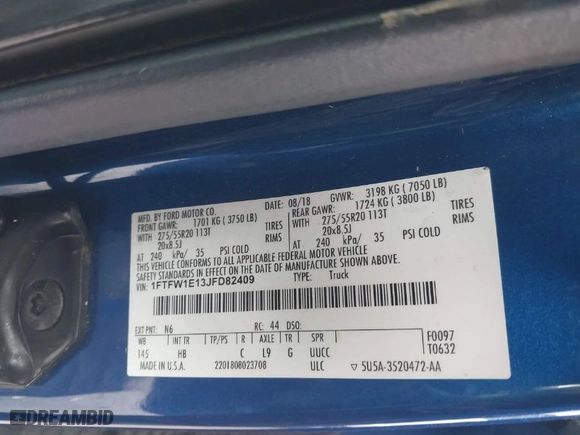 MFD. BY FORD MOTOR CO.
DATE: 08/18 GVWR: 3198 KG ( 7050 LB)
FRONT GAWR: 1701 KG ( 3750 LB) REAR GAWR: 1724 KG ( 3800 LB)
WITH 275/55R20 113T TIRES WITH 275/55R20 113T TIRES
20x8.5J RIMS 20x8.5J RIMS
AT 240 kPa/ 35 PSI COLD AT 240 kPa/ 35 PSI COLD
THIS VEHICLE CONFORMS TO ALL APPLICABLE FEDERAL MOTOR VEHICLE
SAFETY STANDARDS IN EFFECT ON THE DATE OF MANUFACTURE SHOWN ABOVE.
VIN: 1FTFW1E13JFD82409 TYPE: Truck
EXT PNT: N6 RC: 44 DSO:
WB INT TR TP/PS R AXLE TR SPR F0097
145 HB C L9 G UUCC T0632
MADE IN U.S.A. 2201808023708 ULC ▽ 5U5A-3520472-AA
DREAMBID